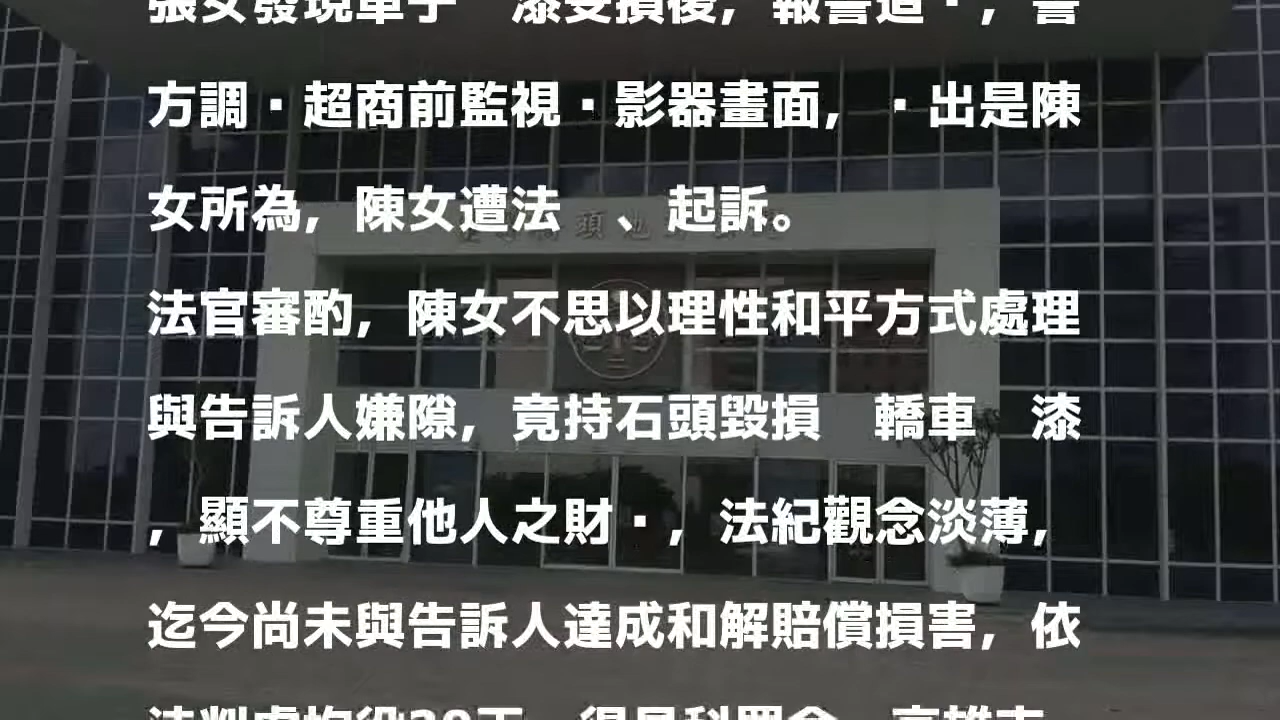 張女發現車子　漆受損後，報警追·，警
方調·超商前監視·影器畫面，·出是陳
女所為，陳女遭法　、起訴。
法官審酌，陳女不思以理性和平方式處理
與告訴人嫌隙，竟持石頭毀損　轎車　漆
，顯不尊重他人之財·，法紀觀念淡薄，
迄今尚未與告訴人達成和解賠償損害，依